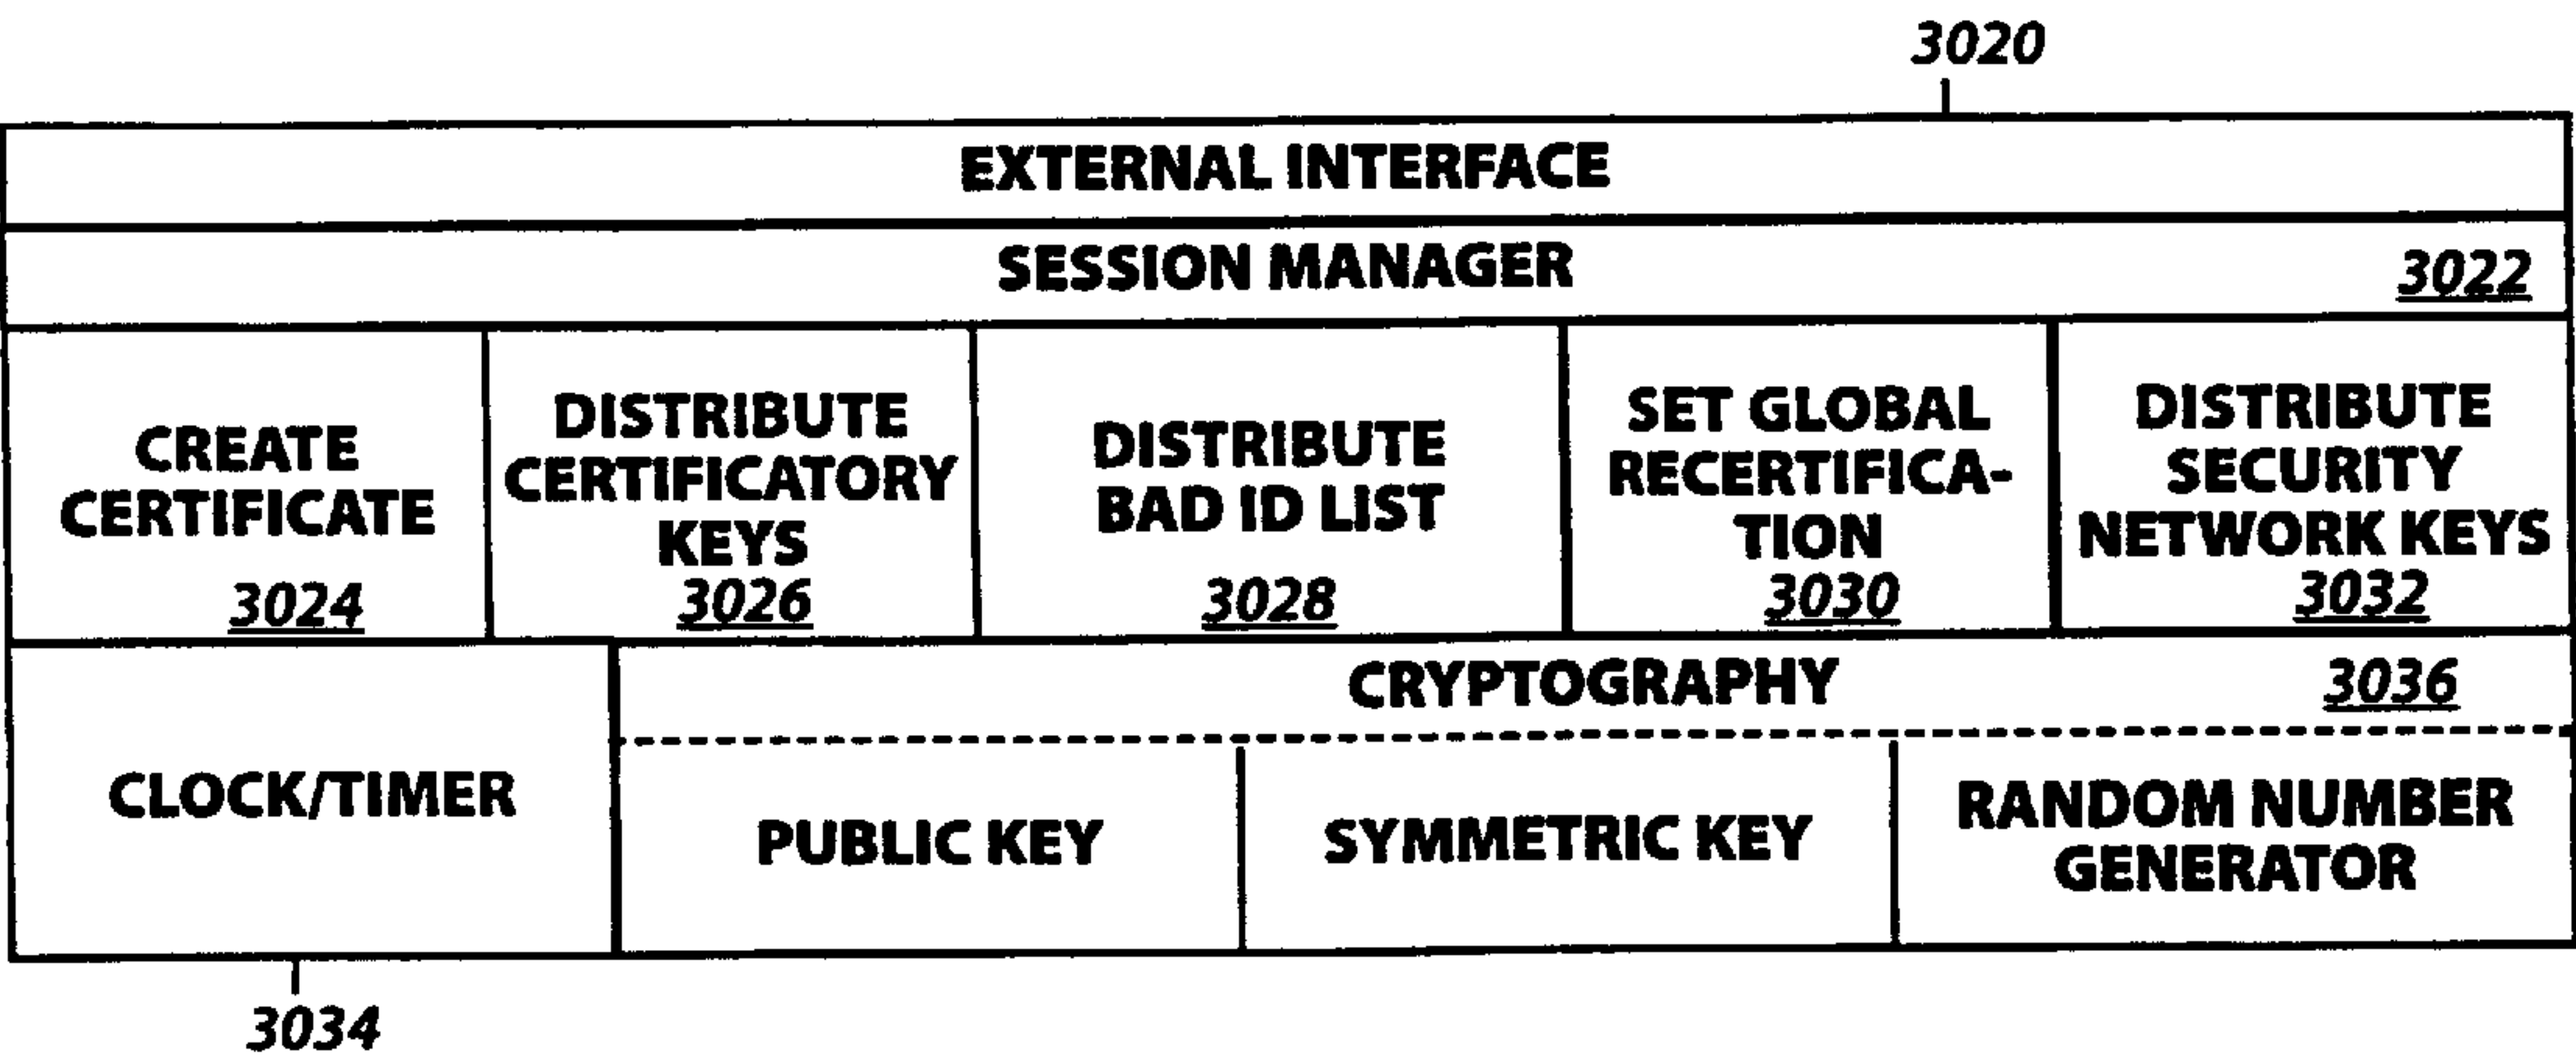 3020
EXTERNAL INTERFACE
SESSION MANAGER 3022
CREATE
CERTIFICATE
3024
DISTRIBUTE
CERTIFICATORY
KEYS
3026
DISTRIBUTE
BAD ID LIST
3028
SET GLOBAL
RECERTIFICA-
TION
3030
DISTRIBUTE
SECURITY
NETWORK KEYS
3032
CLOCK/TIMER
CRYPTOGRAPHY 3036
PUBLIC KEY
SYMMETRIC KEY
RANDOM NUMBER
GENERATOR
3034